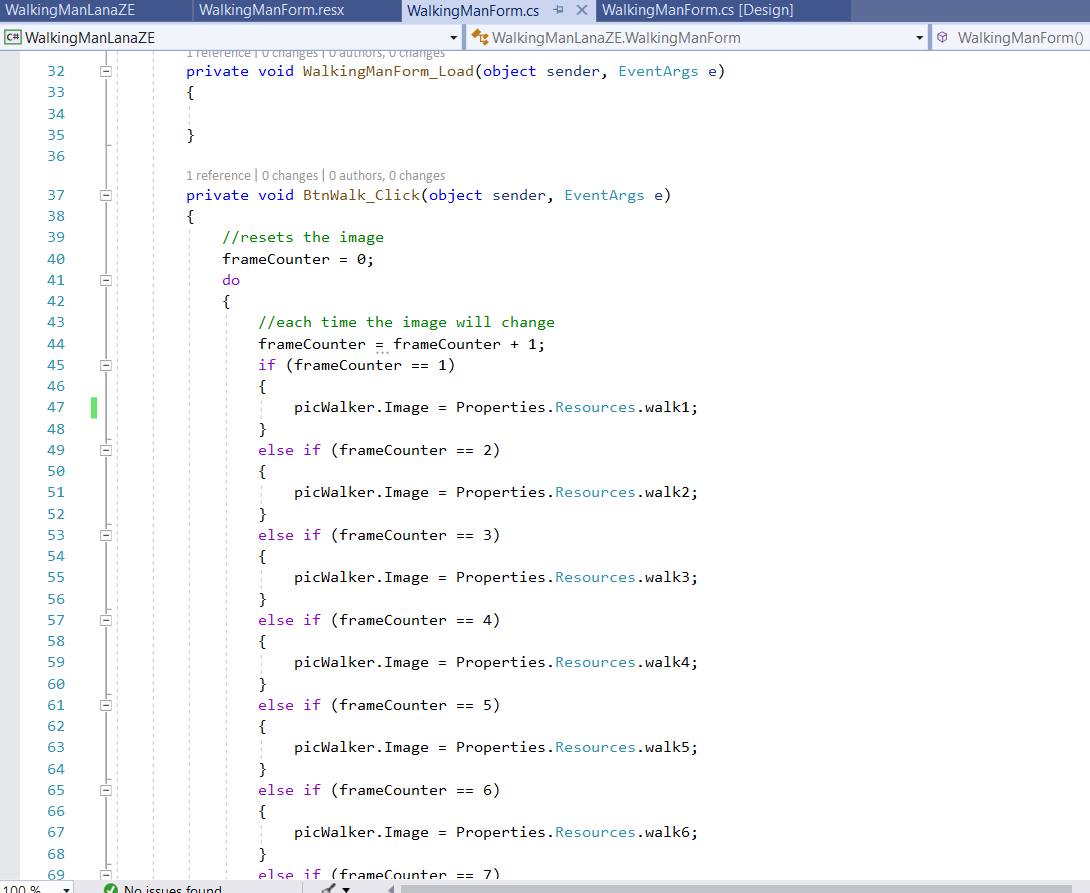 WalkingManLanaZE WalkingManForm.resx WalkingManForm.cs WalkingManForm.cs [Design]
C# WalkingManLanaZE WalkingManLanaZE.WalkingManForm WalkingManForm()
1 reference | 0 changes | 0 authors, 0 changes
32 private void WalkingManForm_Load(object sender, EventArgs e)
33 {
34
35 }
36
1 reference | 0 changes | 0 authors, 0 changes
37 private void BtnWalk_Click(object sender, EventArgs e)
38 {
39 //resets the image
40 frameCounter = 0;
41 do
42 {
43 //each time the image will change
44 frameCounter = frameCounter + 1;
45 if (frameCounter == 1)
46 {
47 picWalker.Image = Properties.Resources.walk1;
48 }
49 else if (frameCounter == 2)
50 {
51 picWalker.Image = Properties.Resources.walk2;
52 }
53 else if (frameCounter == 3)
54 {
55 picWalker.Image = Properties.Resources.walk3;
56 }
57 else if (frameCounter == 4)
58 {
59 picWalker.Image = Properties.Resources.walk4;
60 }
61 else if (frameCounter == 5)
62 {
63 picWalker.Image = Properties.Resources.walk5;
64 }
65 else if (frameCounter == 6)
66 {
67 picWalker.Image = Properties.Resources.walk6;
68 }
69 else if (frameCounter == 7)
100 % No issues found